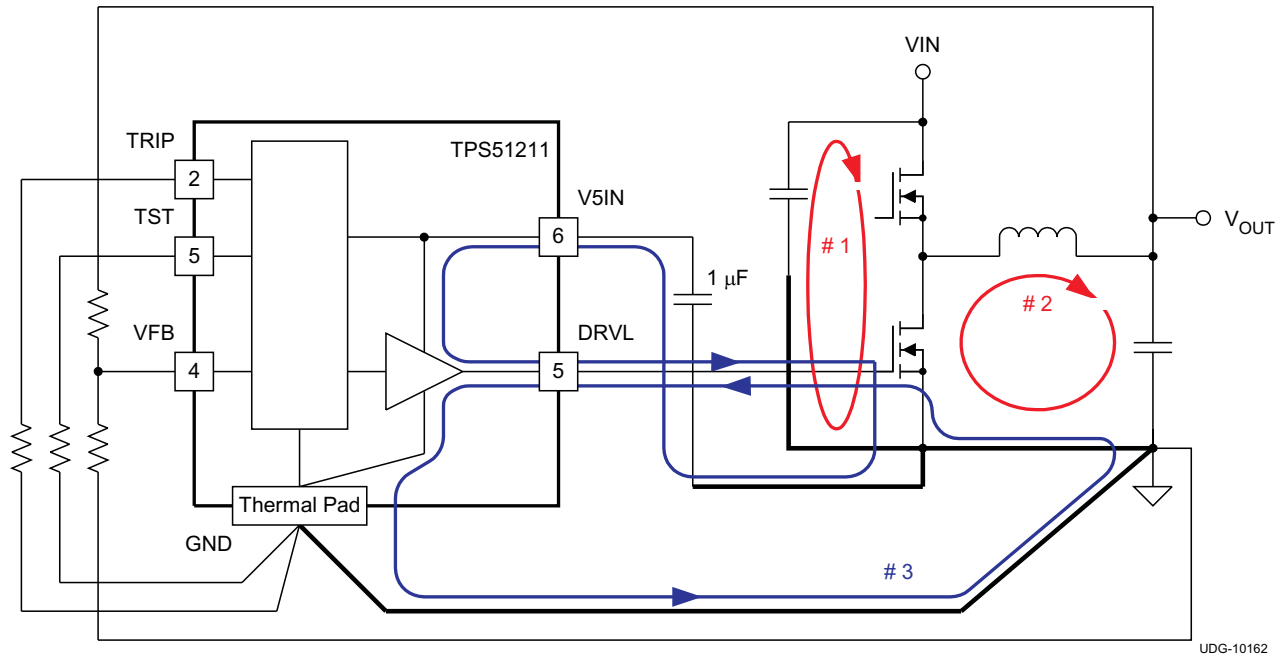 VIN
TRIP
TPS51211
2
V5IN
TST
6
# 1
VOUT
5
1 μF
# 2
VFB
DRVL
4
5
Thermal Pad
GND
# 3
UDG-10162